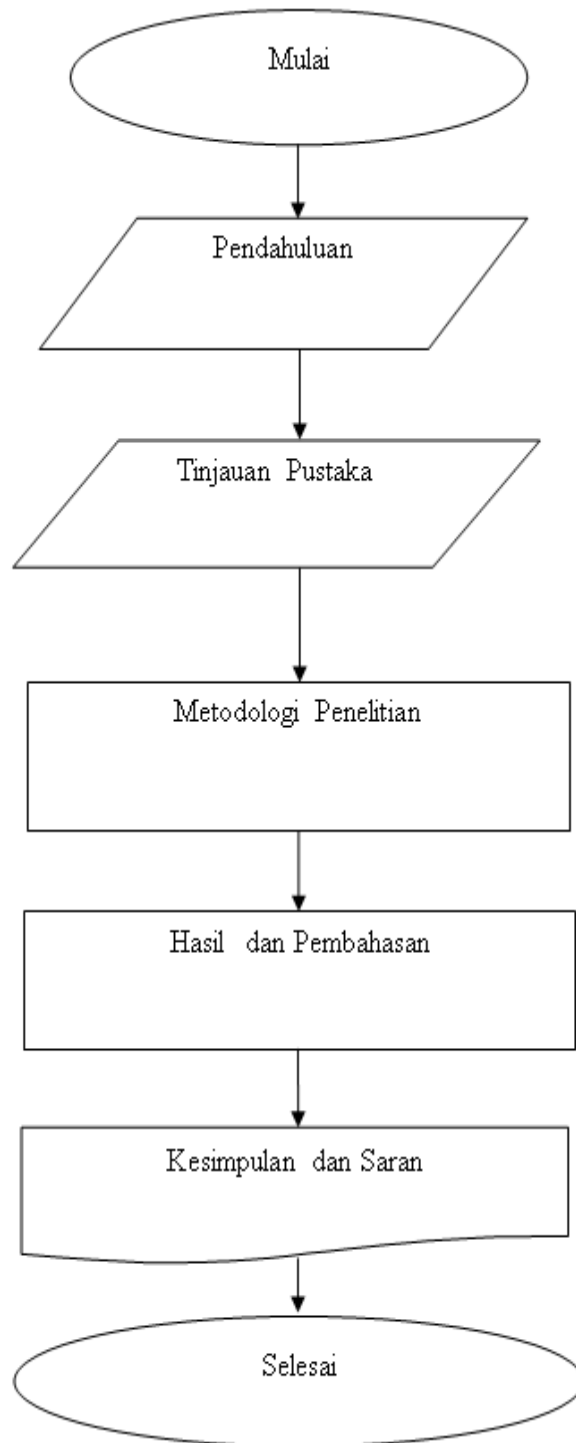 Mulai
Pendahuluan
Tinjauan Pustaka
Metodologi Penelitian
Hasil dan Pembahasan
Kesimpulan dan Saran
Selesai